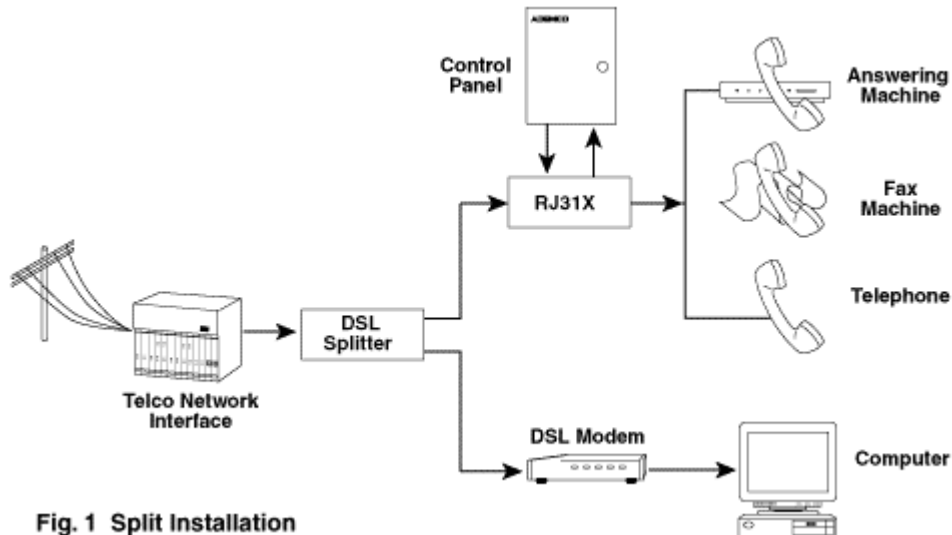 ADEMCO
Control
Panel
Answering
Machine
RJ31X
Fax
Machine
Telephone
DSL
Splitter
Telco Network
Interface
DSL Modem
Computer
Fig. 1 Split Installation